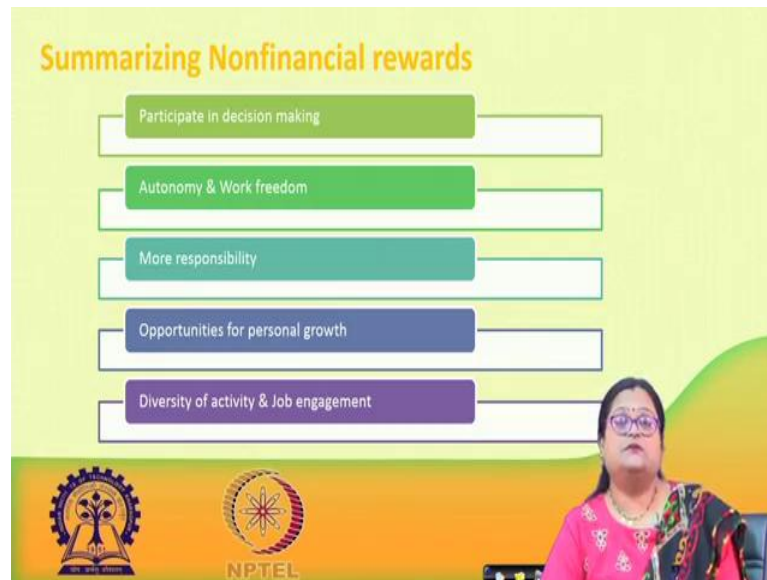 Summarizing Nonfinancial rewards
Participate in decision making
Autonomy & Work freedom
More responsibility
Opportunities for personal growth
Diversity of activity & Job engagement
NPTEL